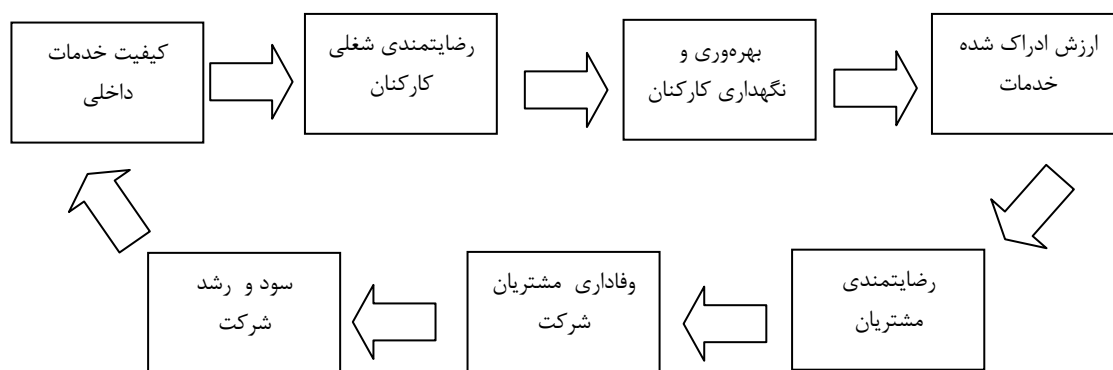 کیفیت خدمات
داخلی
رضایتمندی شغلی
کارکنان
بهره‌وری و
نگهداری کارکنان
ارزش ادراک شده
خدمات
رضایتمندی
مشتریان
وفاداری مشتریان
شرکت
سود و رشد
شرکت